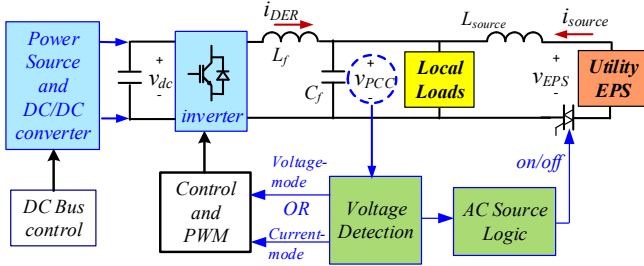 i_DER
L_source
i_source
Power
Source
and
DC/DC
converter
+
v_dc
-
inverter
L_f
C_f
+
v_PCC
-
Local
Loads
+
v_EPS
-
Utility
EPS
on/off
DC Bus
control
Control
and
PWM
Voltage-
mode
OR
Current-
mode
Voltage
Detection
AC Source
Logic